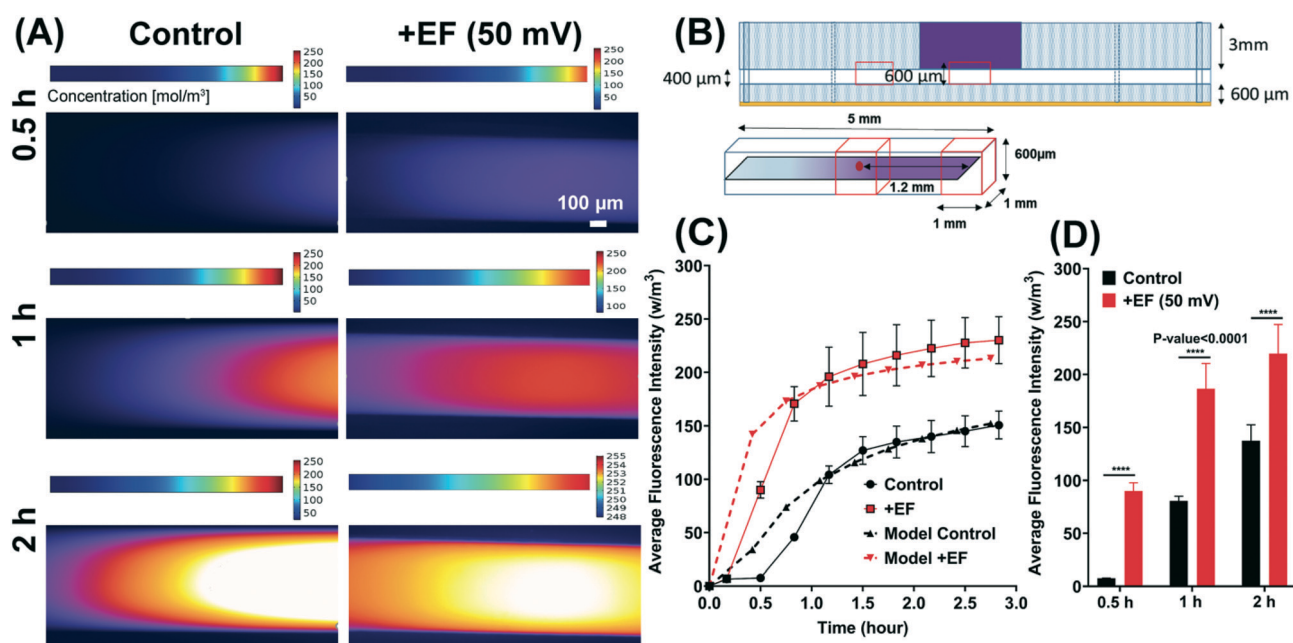 (A)
Control
+EF (50 mV)
0.5 h
250
200
150
100
50
250
200
150
100
50
Concentration [mol/m³]
100 µm
1 h
250
200
150
100
50
250
200
150
100
2 h
250
200
150
100
50
255
254
253
252
251
250
249
248
(B)
3mm
400 µm
600 µm
600 µm
5 mm
600µm
1.2 mm
1 mm
1 mm
(C)
Average Fluorescence Intensity (w/m³)
300
250
200
150
100
50
0
Control
+EF
Model Control
Model +EF
0.0
0.5
1.0
1.5
2.0
2.5
3.0
Time (hour)
(D)
Average Fluorescence Intensity (w/m³)
300
250
200
150
100
50
0
Control
+EF (50 mV)
****
P-value<0.0001
****
****
0.5 h
1 h
2 h